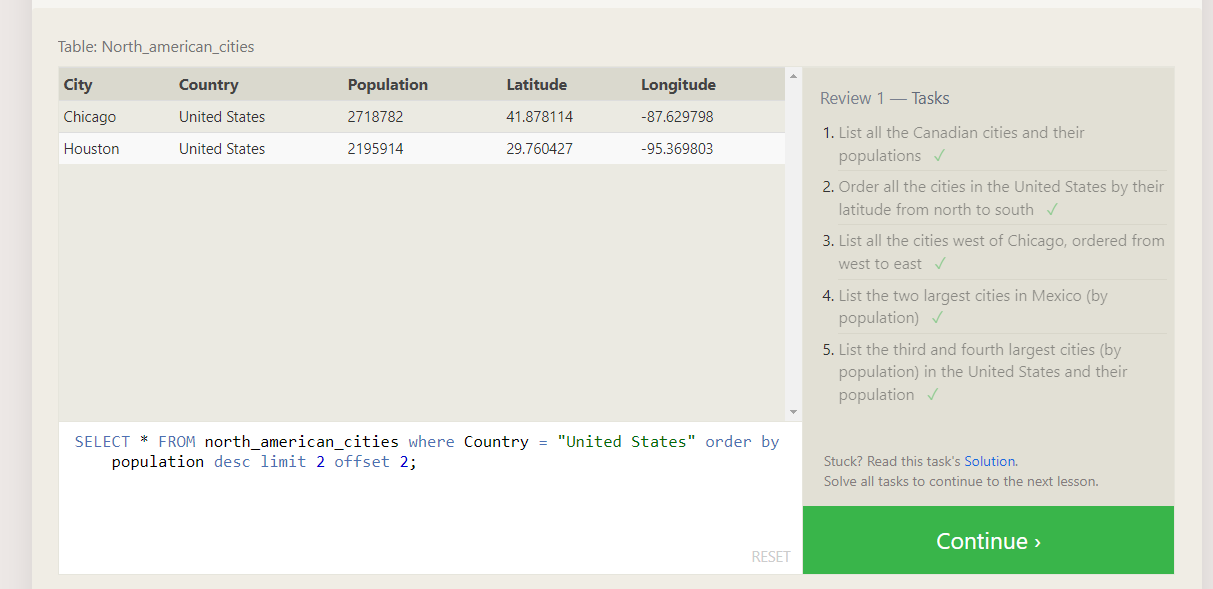 Table: North_american_cities
City Country Population Latitude Longitude
Chicago United States 2718782 41.878114 -87.629798
Houston United States 2195914 29.760427 -95.369803
SELECT * FROM north_american_cities where Country = "United States" order by
population desc limit 2 offset 2;
RESET
Review 1 — Tasks
1. List all the Canadian cities and their
populations ✓
2. Order all the cities in the United States by their
latitude from north to south ✓
3. List all the cities west of Chicago, ordered from
west to east ✓
4. List the two largest cities in Mexico (by
population) ✓
5. List the third and fourth largest cities (by
population) in the United States and their
population ✓
Stuck? Read this task's Solution.
Solve all tasks to continue to the next lesson.
Continue ›